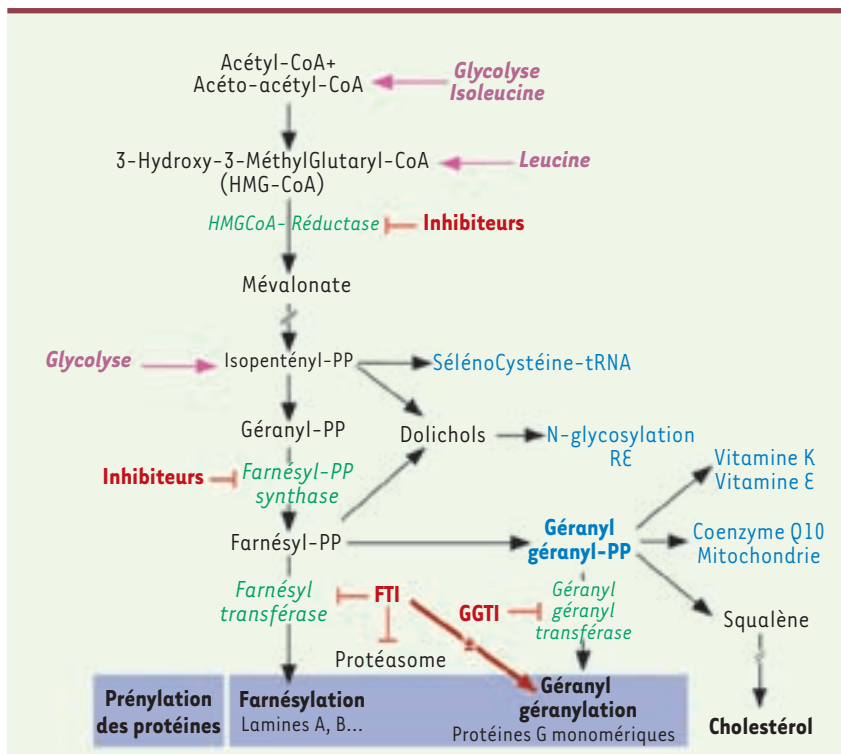 Acétyl-CoA+
Acéto-acétyl-CoA
Glycolyse
Isoleucine
3-Hydroxy-3-MéthylGlutaryl-CoA
(HMG-CoA)
Leucine
HMGCoA- Réductase
Inhibiteurs
Mévalonate
Glycolyse
Isopentényl-PP
SélénoCystéine-tRNA
Géranyl-PP
Dolichols
N-glycosylation
RE
Inhibiteurs
Farnésyl-PP
synthase
Vitamine K
Vitamine E
Farnésyl-PP
Géranyl
géranyl-PP
Coenzyme Q10
Mitochondrie
Farnésyl
transférase
FTI
GGTI
Géranyl
géranyl
transférase
Squalène
Protéasome
Prénylation
des protéines
Farnésylation
Lamines A, B...
Géranyl
géranylation
Protéines G monomériques
Cholestérol